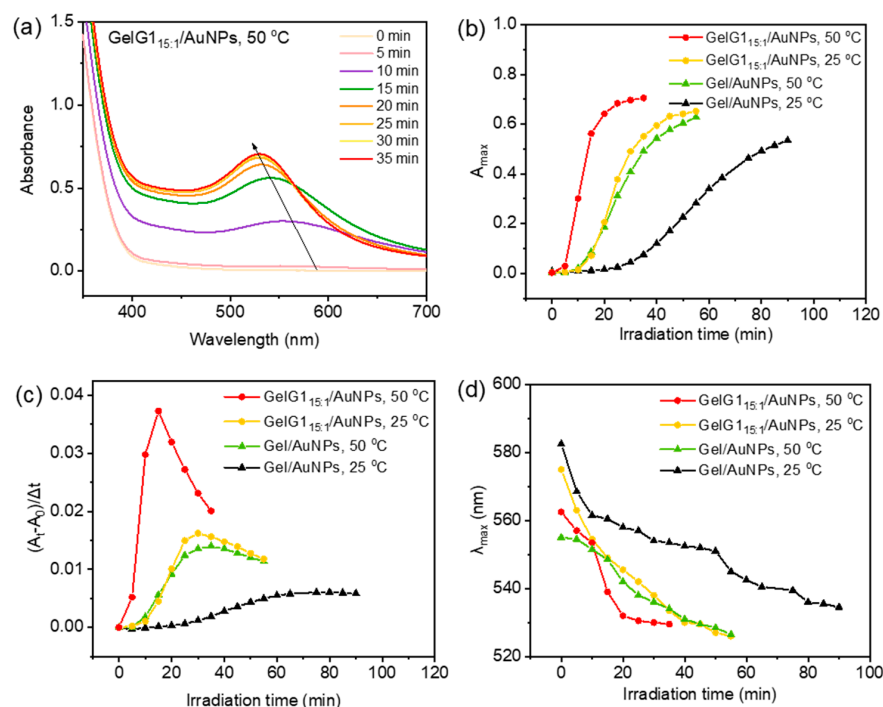 (a)
GelG1₁₅:₁/AuNPs, 50 °C
0 min
5 min
10 min
15 min
20 min
25 min
30 min
35 min
1.5
1.0
0.5
0.0
Absorbance
400 500 600 700
Wavelength (nm)
(b)
GelG1₁₅:₁/AuNPs, 50 °C
GelG1₁₅:₁/AuNPs, 25 °C
Gel/AuNPs, 50 °C
Gel/AuNPs, 25 °C
1.0
0.8
0.6
0.4
0.2
0.0
Aₘₐₓ
0 20 40 60 80 100
Irradiation time (min)
(c)
GelG1₁₅:₁/AuNPs, 50 °C
GelG1₁₅:₁/AuNPs, 25 °C
Gel/AuNPs, 50 °C
Gel/AuNPs, 25 °C
0.04
0.03
0.02
0.01
0.00
(Aₜ-A₀)/Δt
0 20 40 60 80 100 120
Irradiation time (min)
(d)
GelG1₁₅:₁/AuNPs, 50 °C
GelG1₁₅:₁/AuNPs, 25 °C
Gel/AuNPs, 50 °C
Gel/AuNPs, 25 °C
600
580
560
540
520
λₘₐₓ (nm)
0 20 40 60 80 100
Irradiation time (min)